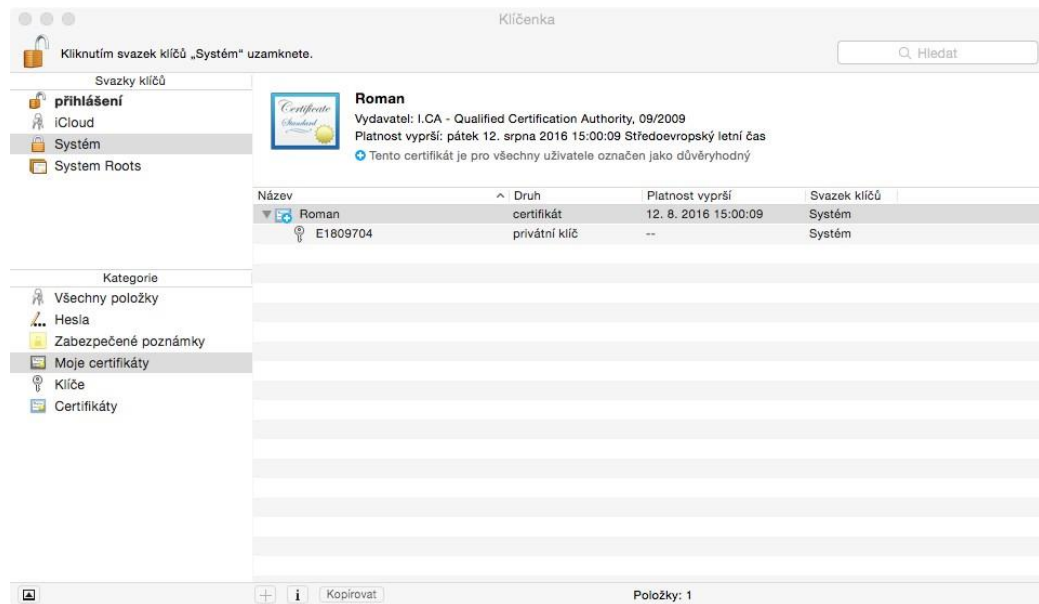 Klíčenka
Kliknutím svazek klíčů „Systém" uzamknete.
Hledat
Svazky klíčů
přihlášení
iCloud
Systém
System Roots
Certificate
Standard
Roman
Vydavatel: I.CA - Qualified Certification Authority, 09/2009
Platnost vyprší: pátek 12. srpna 2016 15:00:09 Středoevropský letní čas
Tento certifikát je pro všechny uživatele označen jako důvěryhodný
Název Druh Platnost vyprší Svazek klíčů
Roman certifikát 12. 8. 2016 15:00:09 Systém
E1809704 privátní klíč -- Systém
Kategorie
Všechny položky
Hesla
Zabezpečené poznámky
Moje certifikáty
Klíče
Certifikáty
Kopírovat
Položky: 1